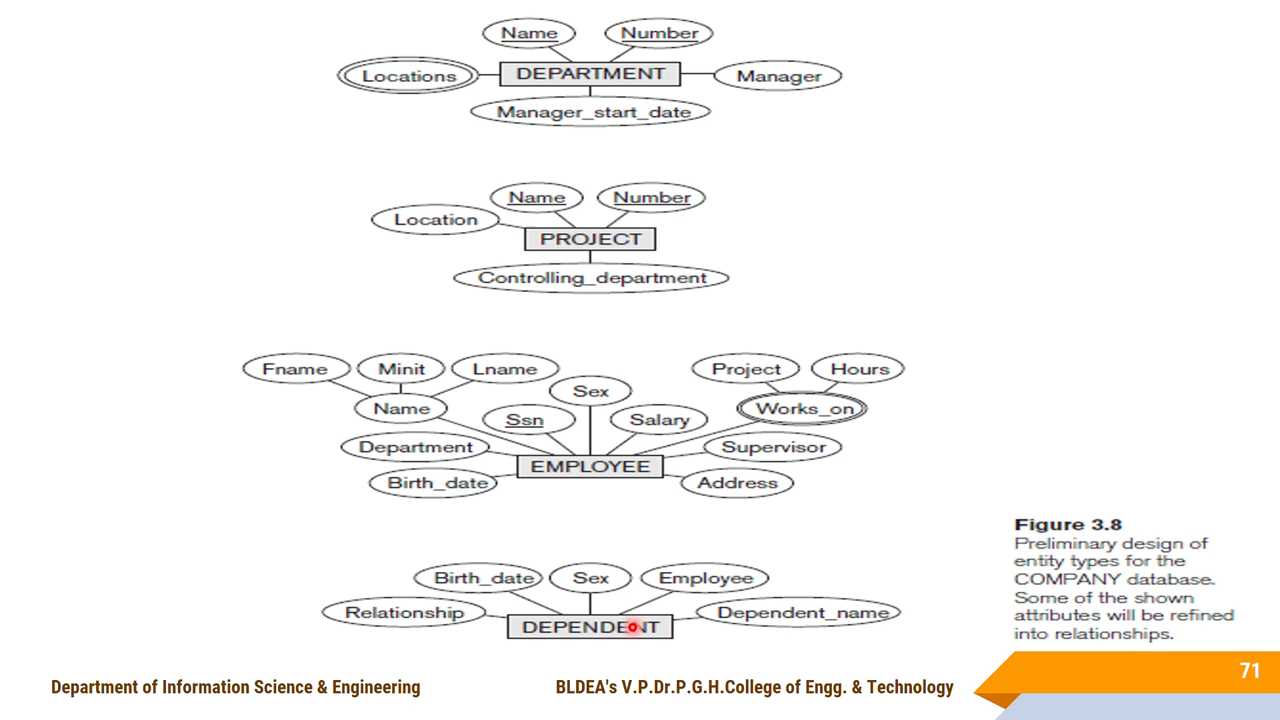 Name Number
Locations DEPARTMENT Manager
Manager_start_date
Name Number
Location
PROJECT
Controlling_department
Fname Minit Lname Project Hours
Sex
Name Works_on
Ssn Salary
Department Supervisor
EMPLOYEE
Birth_date Address
Figure 3.8
Preliminary design of
entity types for the
COMPANY database.
Some of the shown
attributes will be refined
into relationships.
Birth_date Sex Employee
Relationship Dependent_name
DEPENDENT
71
Department of Information Science & Engineering
BLDEA's V.P.Dr.P.G.H.College of Engg. & Technology